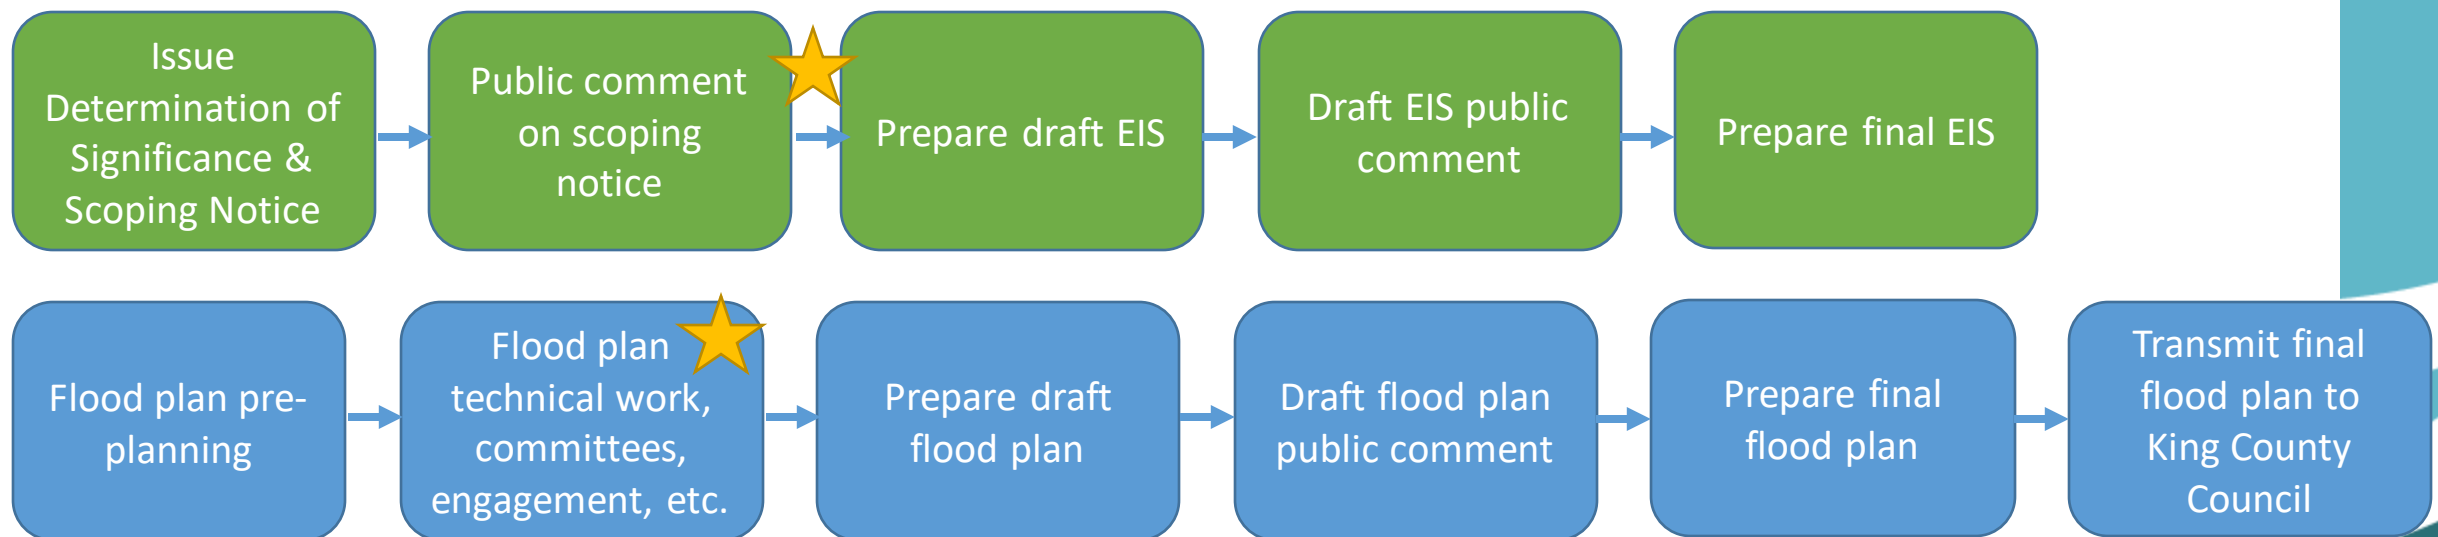 Issue
Determination of
Significance &
Scoping Notice
Public comment
on scoping
notice
Prepare draft EIS
Draft EIS public
comment
Prepare final EIS
Flood plan pre-
planning
Flood plan
technical work,
committees,
engagement, etc.
Prepare draft
flood plan
Draft flood plan
public comment
Prepare final
flood plan
Transmit final
flood plan to
King County
Council